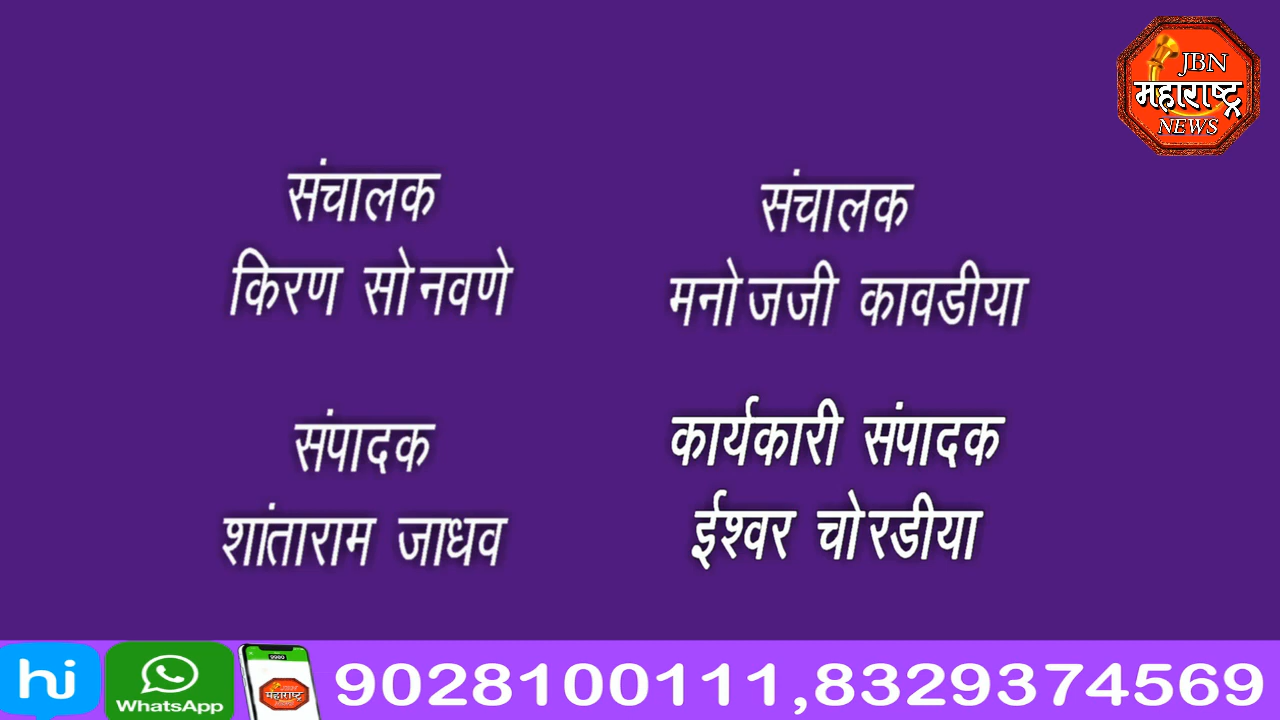 JBN
महाराष्ट्र
NEWS
संचालक
किरण सोनवणे
संचालक
मनोजजी कावडीया
संपादक
शांताराम जाधव
कार्यकारी संपादक
ईश्वर चोरडीया
hi
WhatsApp
महाराष्ट्र
9028100111,8329374569